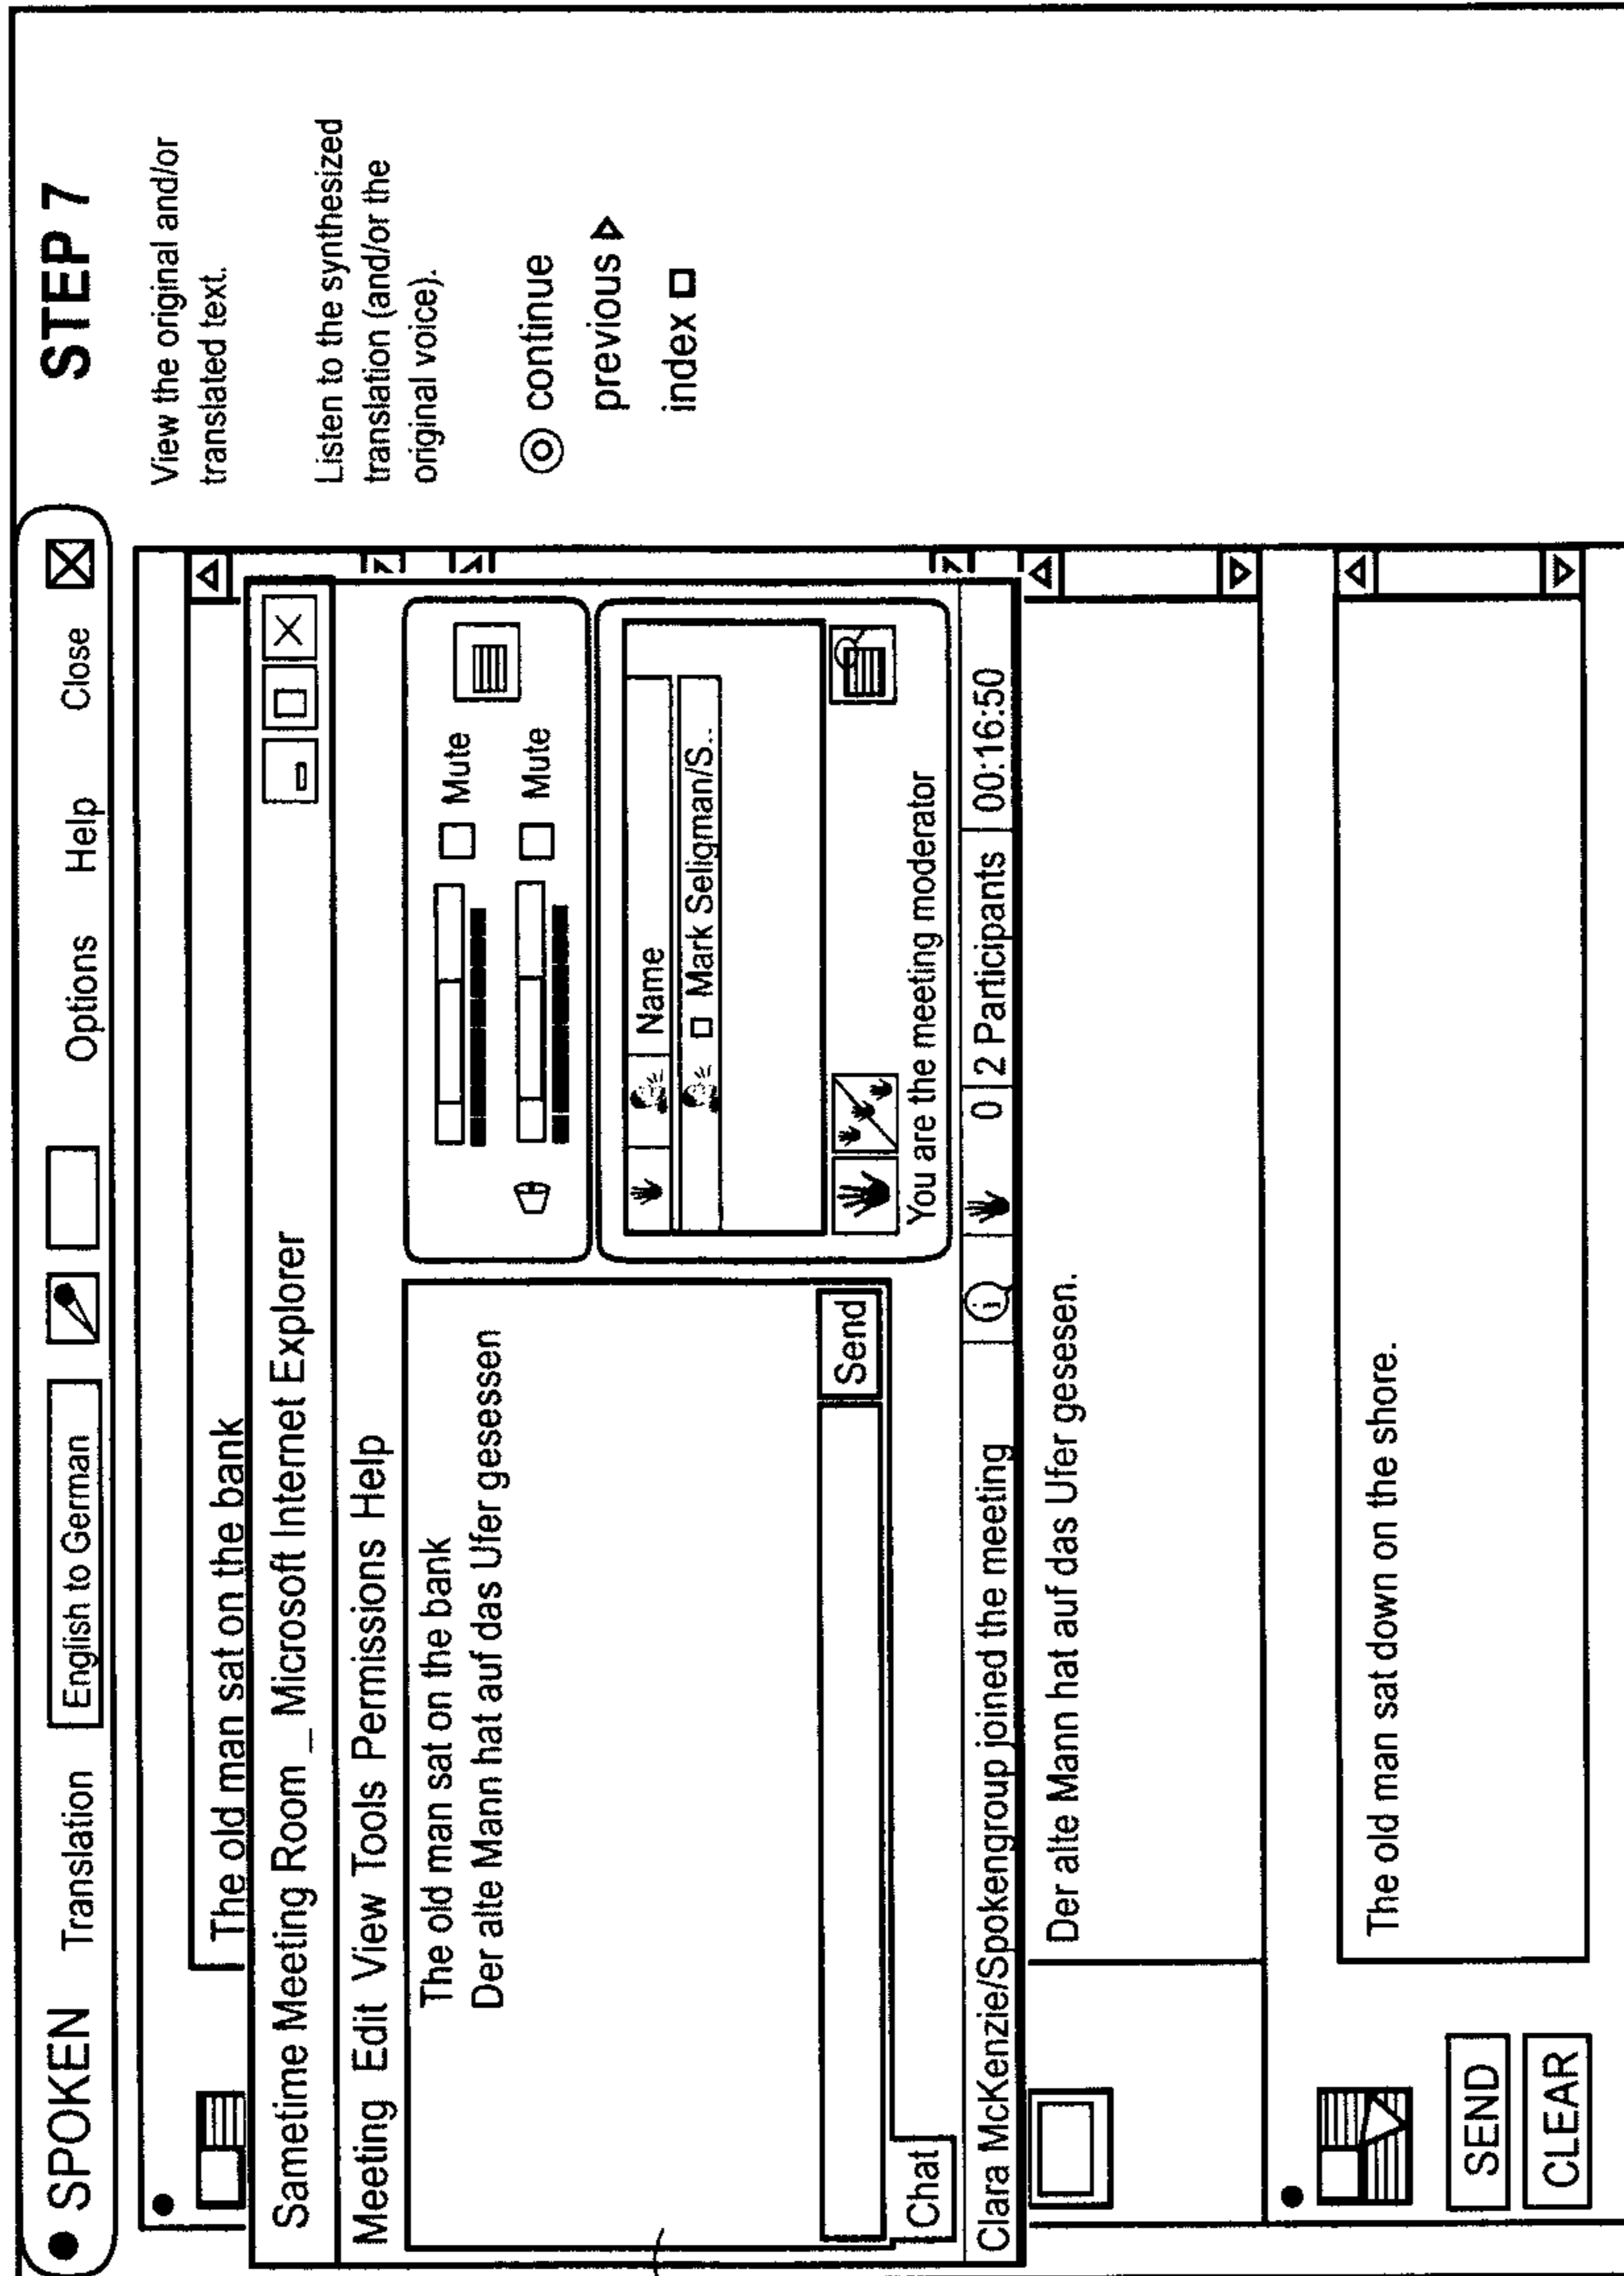 SPOKEN Translation English to German Options Help Close
STEP 7
View the original and/or
translated text.
Listen to the synthesized
translation (and/or the
original voice).
continue
previous
index
The old man sat on the bank
Sametime Meeting Room _ Microsoft Internet Explorer
Meeting Edit View Tools Permissions Help
The old man sat on the bank
Der alte Mann hat auf das Ufer gesessen
Send
Chat
Mute
Mute
Name
Mark Seligman/S..
You are the meeting moderator
Clara McKenzie/Spokengroup joined the meeting 0 2 Participants 00:16:50
Der alte Mann hat auf das Ufer gesesen.
The old man sat down on the shore.
SEND
CLEAR